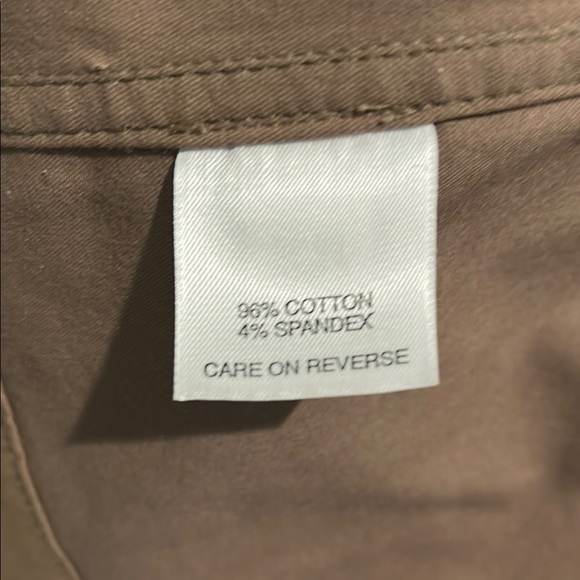 96% COTTON
4% SPANDEX
CARE ON REVERSE